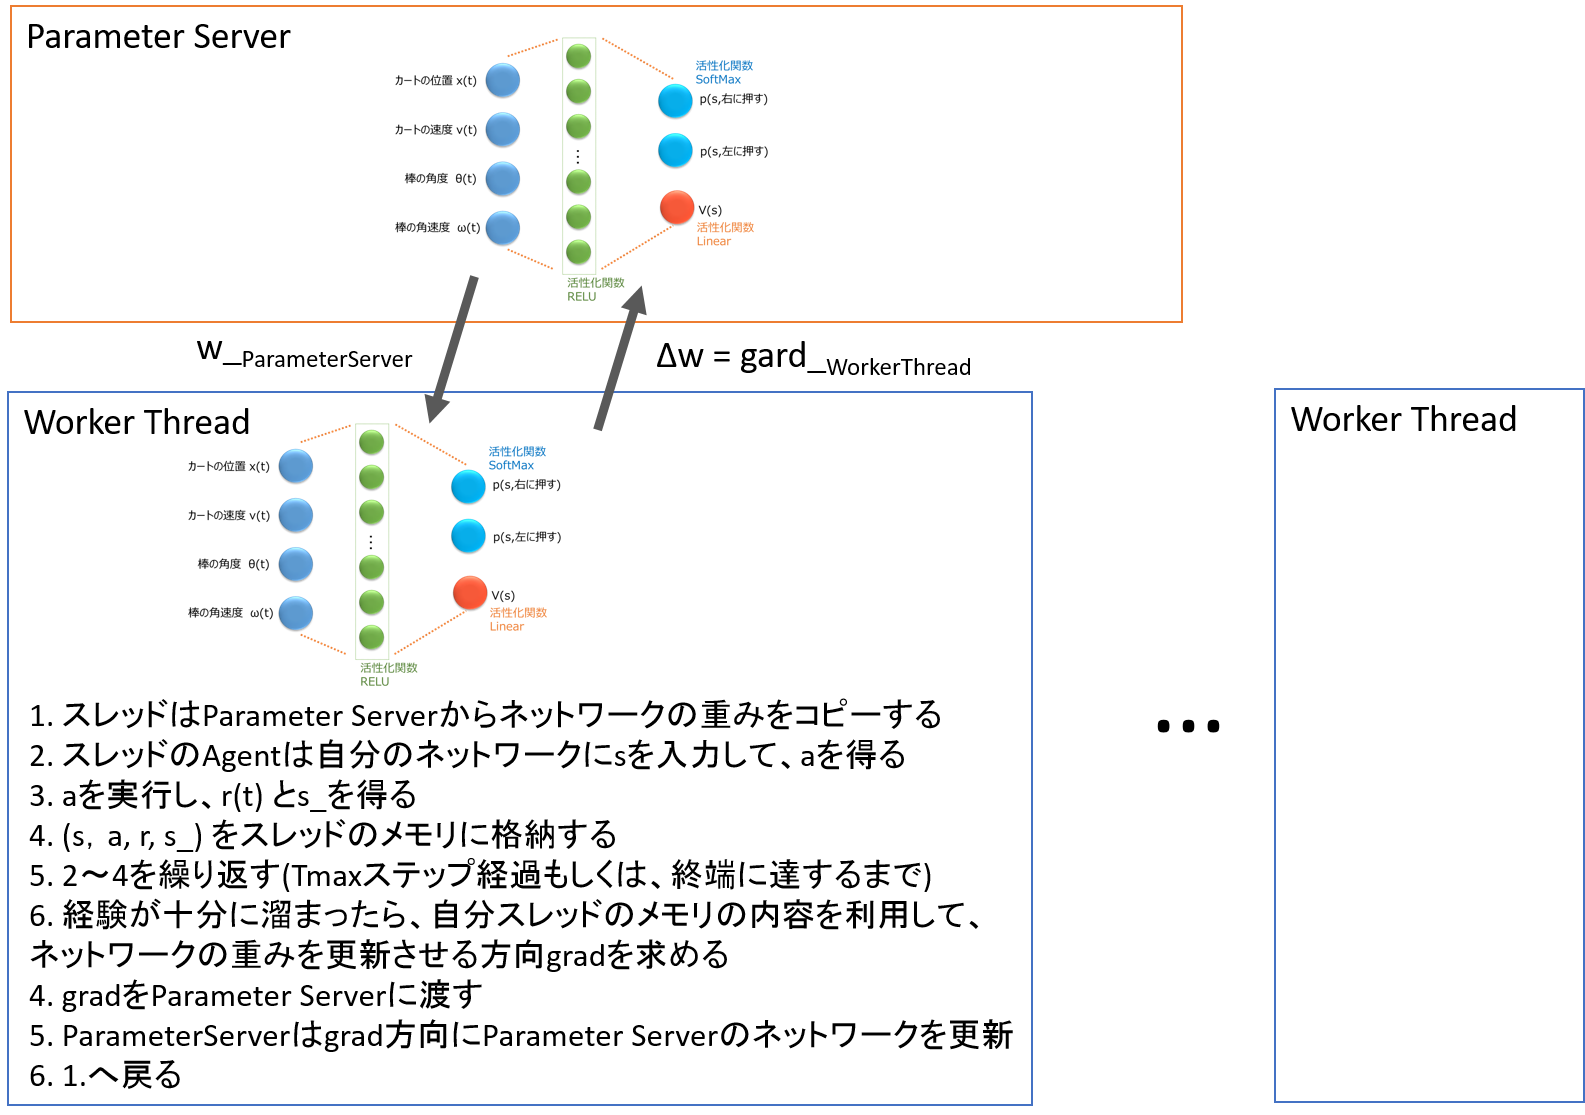 Parameter Server
カートの位置 x(t)
カートの速度 v(t)
棒の角度 θ(t)
棒の角速度 ω(t)
⋮
活性化関数
RELU
活性化関数
SoftMax
p(s,右に押す)
p(s,左に押す)
V(s)
活性化関数
Linear
w_ParameterServer
Δw = gard_WorkerThread
Worker Thread
カートの位置 x(t)
カートの速度 v(t)
棒の角度 θ(t)
棒の角速度 ω(t)
⋮
活性化関数
RELU
活性化関数
SoftMax
p(s,右に押す)
p(s,左に押す)
V(s)
活性化関数
Linear
1. スレッドはParameter Serverからネットワークの重みをコピーする
2. スレッドのAgentは自分のネットワークにsを入力して、aを得る
3. aを実行し、r(t) とs_を得る
4. (s, a, r, s_) をスレッドのメモリに格納する
5. 2～4を繰り返す(Tmaxステップ経過もしくは、終端に達するまで)
6. 経験が十分に溜まったら、自分スレッドのメモリの内容を利用して、
ネットワークの重みを更新させる方向gradを求める
4. gradをParameter Serverに渡す
5. ParameterServerはgrad方向にParameter Serverのネットワークを更新
6. 1.へ戻る
…
Worker Thread